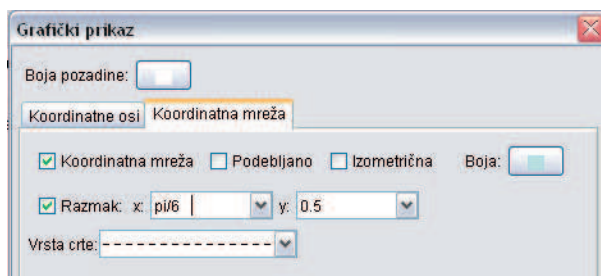 Grafički prikaz
Boja pozadine:
Koordinatne osi Koordinatna mreža
Koordinatna mreža Podebljano Izometrična Boja:
Razmak: x: pi/6 y: 0.5
Vrsta crte: